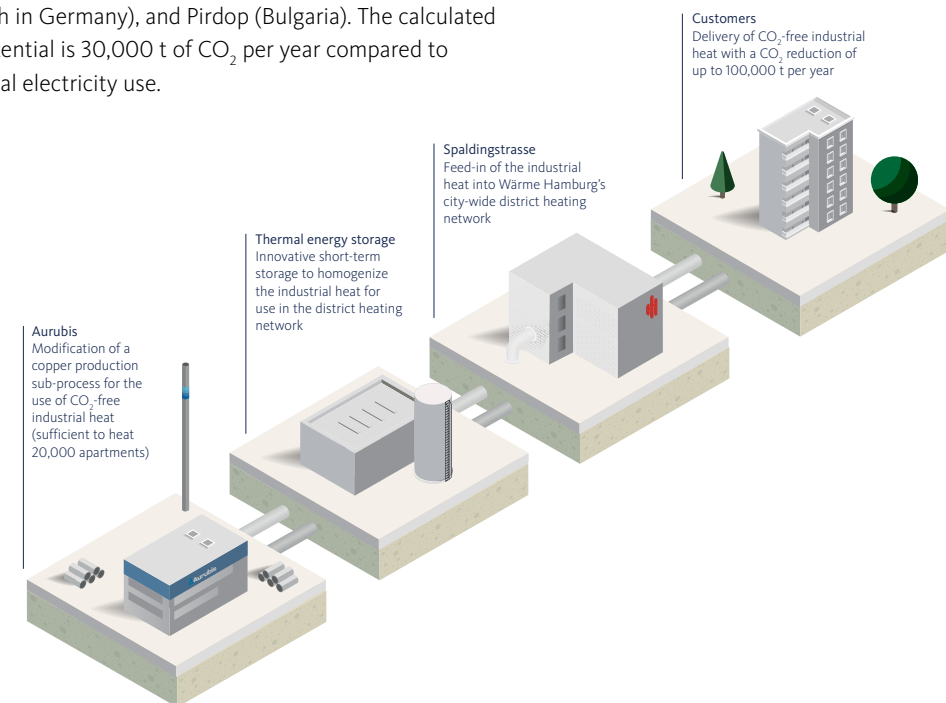 h in Germany), and Pirdop (Bulgaria). The calculated
ential is 30,000 t of CO₂ per year compared to
al electricity use.
Customers
Delivery of CO₂-free industrial
heat with a CO₂ reduction of
up to 100,000 t per year
Spaldingstrasse
Feed-in of the industrial
heat into Wärme Hamburg’s
city-wide district heating
network
Thermal energy storage
Innovative short-term
storage to homogenize
the industrial heat for
use in the district heating
network
Aurubis
Modification of a
copper production
sub-process for the
use of CO₂-free
industrial heat
(sufficient to heat
20,000 apartments)
Aurubis